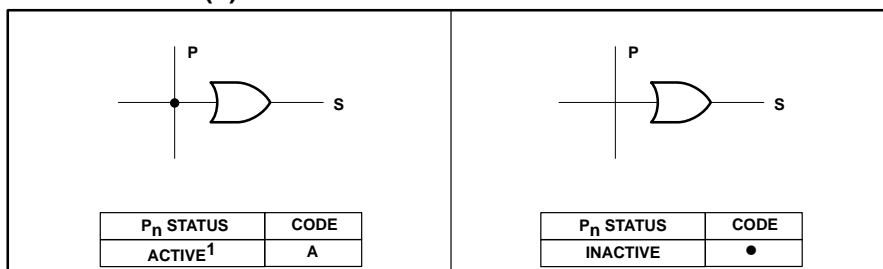 P
S
Pn STATUS CODE
ACTIVE1 A
P
S
Pn STATUS CODE
INACTIVE ●